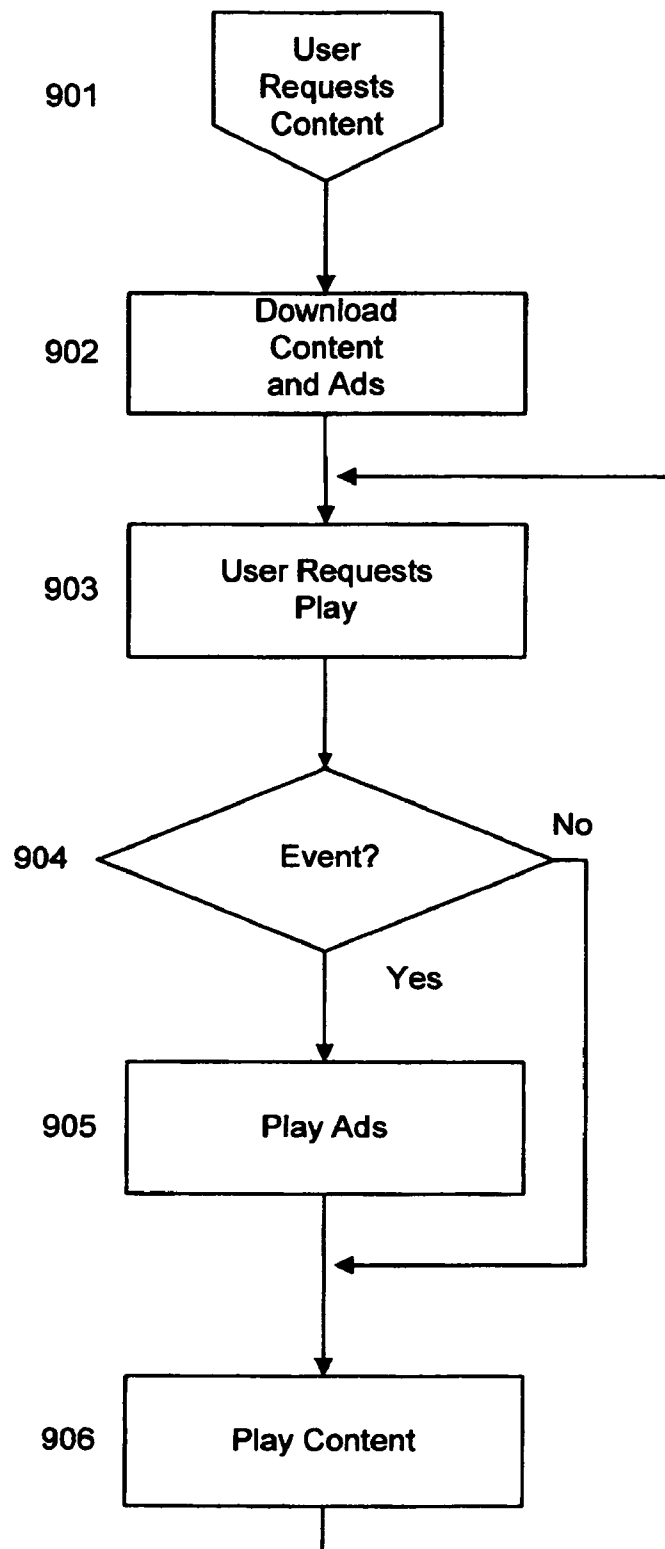 901
User
Requests
Content
902
Download
Content
and Ads
903
User Requests
Play
904
Event?
No
Yes
905
Play Ads
906
Play Content